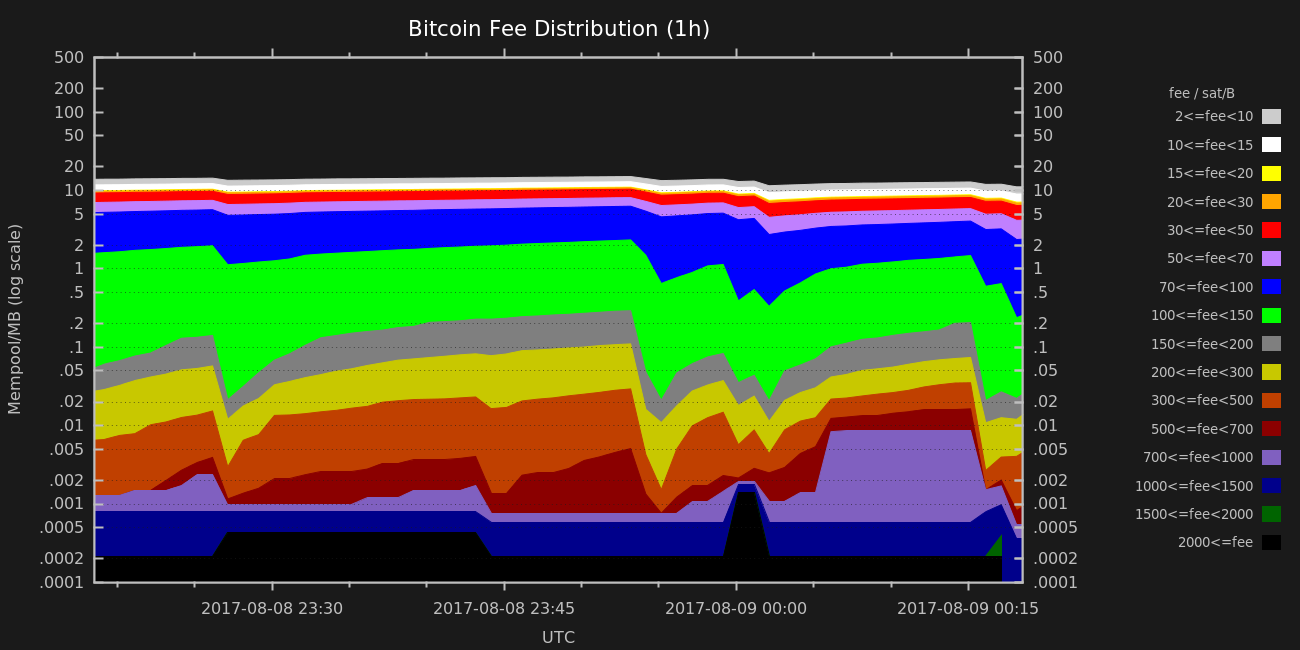 Bitcoin Fee Distribution (1h)
Mempool/MB (log scale)
500
200
100
50
20
10
5
2
1
.5
.2
.1
.05
.02
.01
.005
.002
.001
.0005
.0002
.0001
500
200
100
50
20
10
5
2
1
.5
.2
.1
.05
.02
.01
.005
.002
.001
.0005
.0002
.0001
2017-08-08 23:30
2017-08-08 23:45
2017-08-09 00:00
2017-08-09 00:15
UTC
fee / sat/B
2<=fee<10
10<=fee<15
15<=fee<20
20<=fee<30
30<=fee<50
50<=fee<70
70<=fee<100
100<=fee<150
150<=fee<200
200<=fee<300
300<=fee<500
500<=fee<700
700<=fee<1000
1000<=fee<1500
1500<=fee<2000
2000<=fee